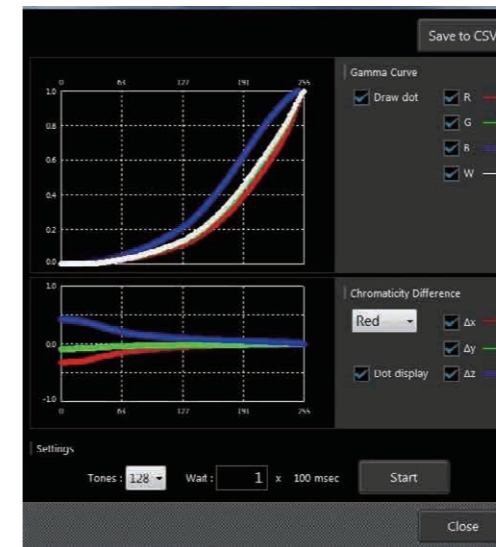 Save to CSV
Gamma Curve
Draw dot
R
G
B
W
0 63 127 191 255
1.0
0.8
0.6
0.4
0.2
0.0
Chromaticity Difference
Red
Δx
Δy
Dot display
Δz
1.0
0.0
-1.0
0 63 127 191 255
Settings
Tones : 128 Wait : 1 x 100 msec Start
Close